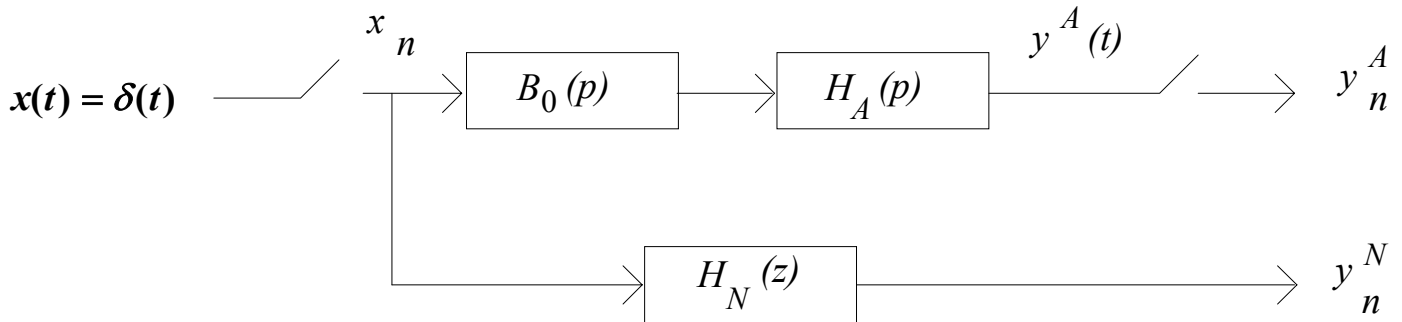 x(t) = δ(t)
x n
B0 (p)
HA (p)
y A (t)
y A n
HN (z)
y N n